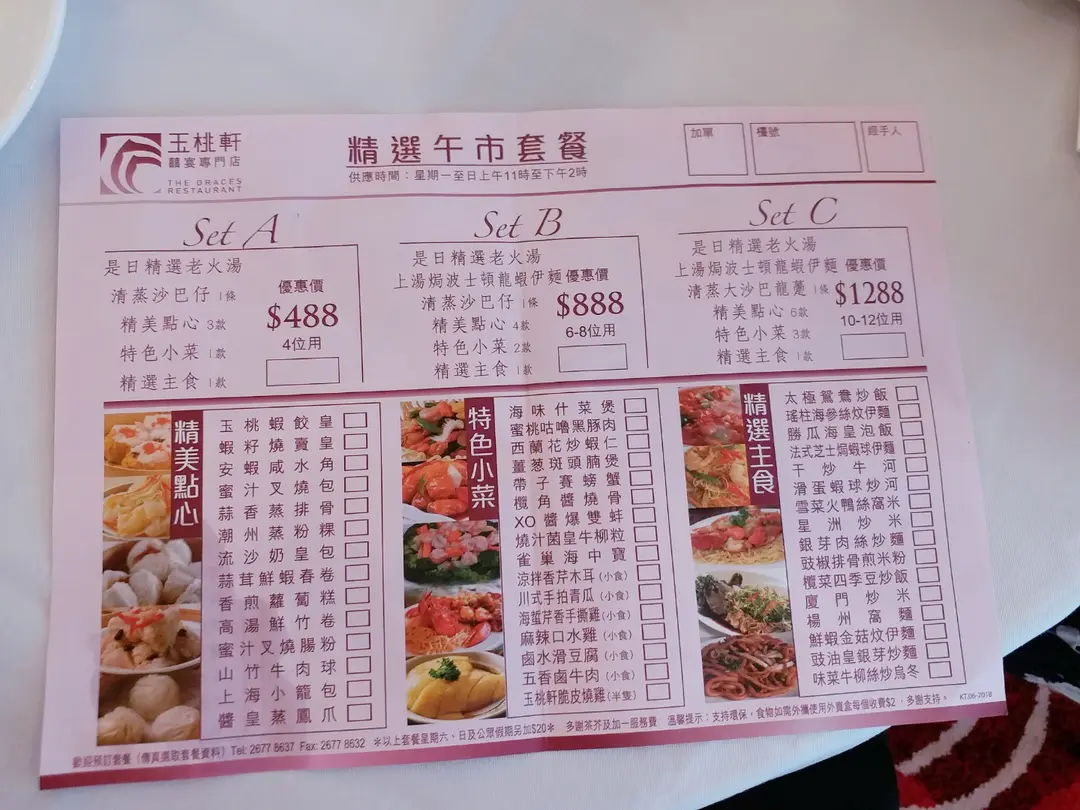 玉桃軒
囍宴專門店
THE GRACES
RESTAURANT
精選午市套餐
供應時間：星期一至日上午11時至下午2時
加單
檯號
經手人
Set A
是日精選老火湯
清蒸沙巴仔 1條
精美點心 3款
特色小菜 1款
精選主食 1款
優惠價
$488
4位用
Set B
是日精選老火湯
上湯焗波士頓龍蝦伊麵
清蒸沙巴仔 1條
精美點心 4款
特色小菜 2款
精選主食 1款
優惠價
$888
6-8位用
Set C
是日精選老火湯
上湯焗波士頓龍蝦伊麵
清蒸大沙巴龍躉 1條
精美點心 6款
特色小菜 3款
精選主食 1款
優惠價
$1288
10-12位用
精美點心
玉桃蝦餃皇
蝦籽燒賣皇
安蝦咸水角
蜜汁叉燒包
蒜香蒸排骨
潮州蒸粉粿
流沙奶皇包
蒜茸鮮蝦春卷
香煎蘿蔔糕
高湯鮮竹卷
蜜汁叉燒腸粉
山竹牛肉球
上海小籠包
醬皇蒸鳳爪
特色小菜
海味什菜煲
蜜桃咕嚕黑豚肉
西蘭花炒蝦仁
薑葱斑頭腩煲
帶子賽螃蟹
欖角醬燒骨
XO醬爆雙蚌
燒汁菌皇牛柳粒
雀巢海中寶
涼拌香芹木耳(小食)
川式手拍青瓜(小食)
海蜇芹香手撕雞(小食)
麻辣口水雞(小食)
鹵水滑豆腐(小食)
五香鹵牛肉(小食)
玉桃軒脆皮燒雞(半隻)
精選主食
太極鴛鴦炒飯
瑤柱海參絲炆伊麵
勝瓜海皇泡飯
法式芝士焗蝦球伊麵
干炒牛河
滑蛋蝦球炒河
雪菜火鴨絲窩米
星洲炒米
銀芽肉絲炒麵
豉椒排骨煎米粉
欖菜四季豆炒飯
廈門炒米
楊州窩麵
鮮蝦金菇炆伊麵
豉油皇銀芽炒麵
味菜牛柳絲炒烏冬
歡迎預訂套餐（傳真選取套餐資料）Tel: 2677 8637 Fax: 2677 8632 ＊以上套餐星期六、日及公眾假期另加$20＊ 多謝茶芥及加一服務費 溫馨提示：支持環保，食物如需外攜使用外賣盒每個收費$2，多謝支持。 KT.06-2018